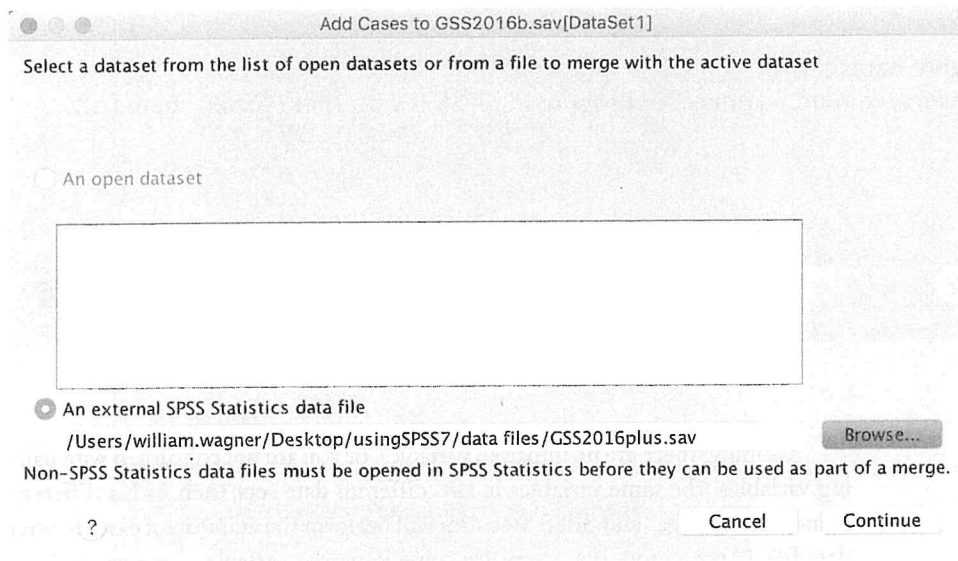 Add Cases to GSS2016b.sav[DataSet1]
Select a dataset from the list of open datasets or from a file to merge with the active dataset
An open dataset
An external SPSS Statistics data file
/Users/william.wagner/Desktop/usingSPSS7/data files/GSS2016plus.sav
Browse...
Non-SPSS Statistics data files must be opened in SPSS Statistics before they can be used as part of a merge.
?
Cancel
Continue